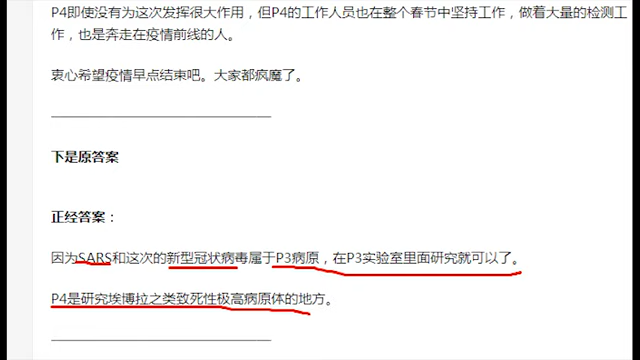 P4即使没有为这次发挥很大作用，但P4的工作人员也在整个春节中坚持工作，做着大量的检测工
作，也是奔走在疫情前线的人。
衷心希望疫情早点结束吧。大家都疯魔了。
下是原答案
正经答案：
因为SARS和这次的新型冠状病毒属于P3病原，在P3实验室里面研究就可以了。
P4是研究埃博拉之类致死性极高病原体的地方。